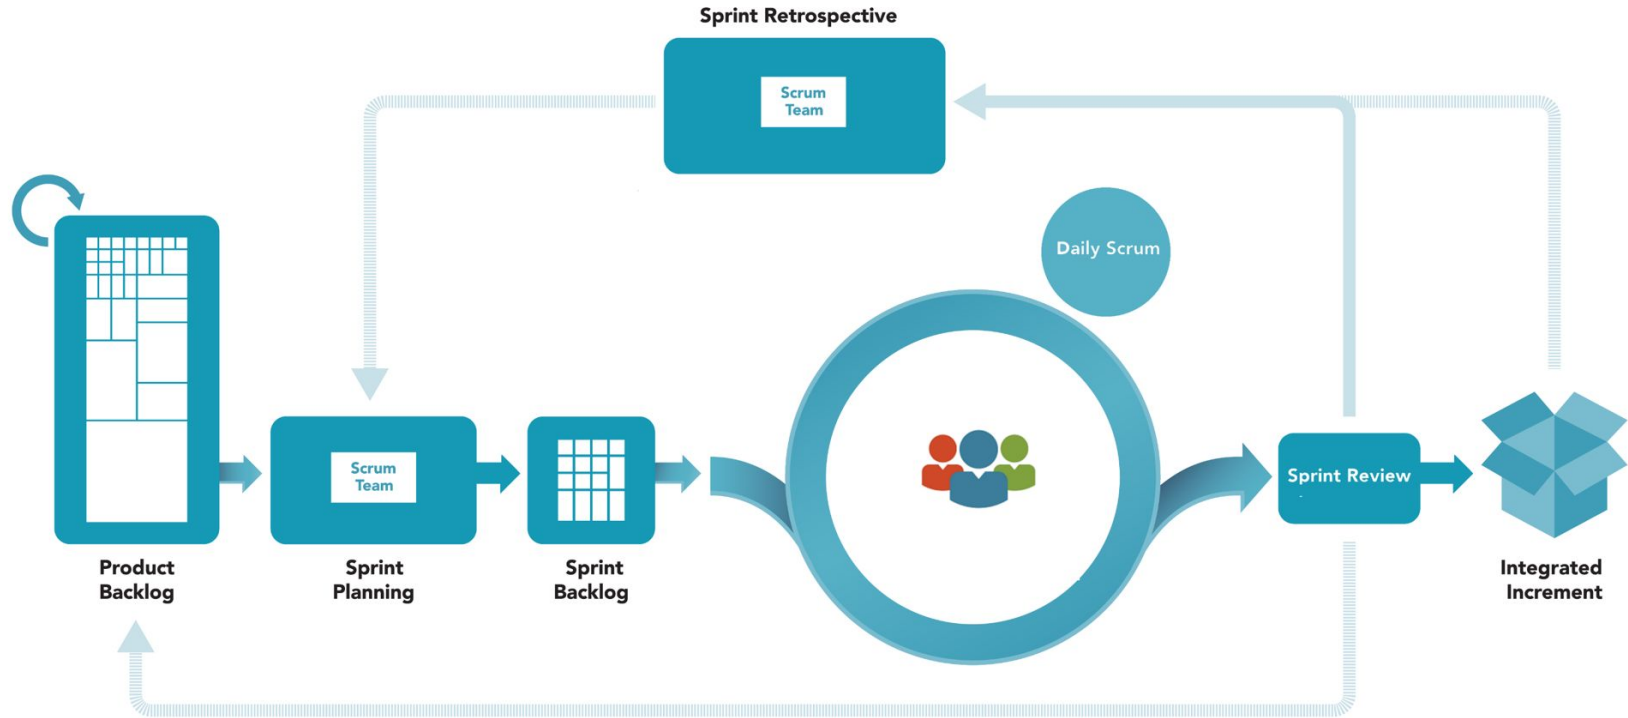 Sprint Retrospective
Scrum
Team
Daily Scrum
Scrum
Team
Sprint Review
Product
Backlog
Sprint
Planning
Sprint
Backlog
Integrated
Increment